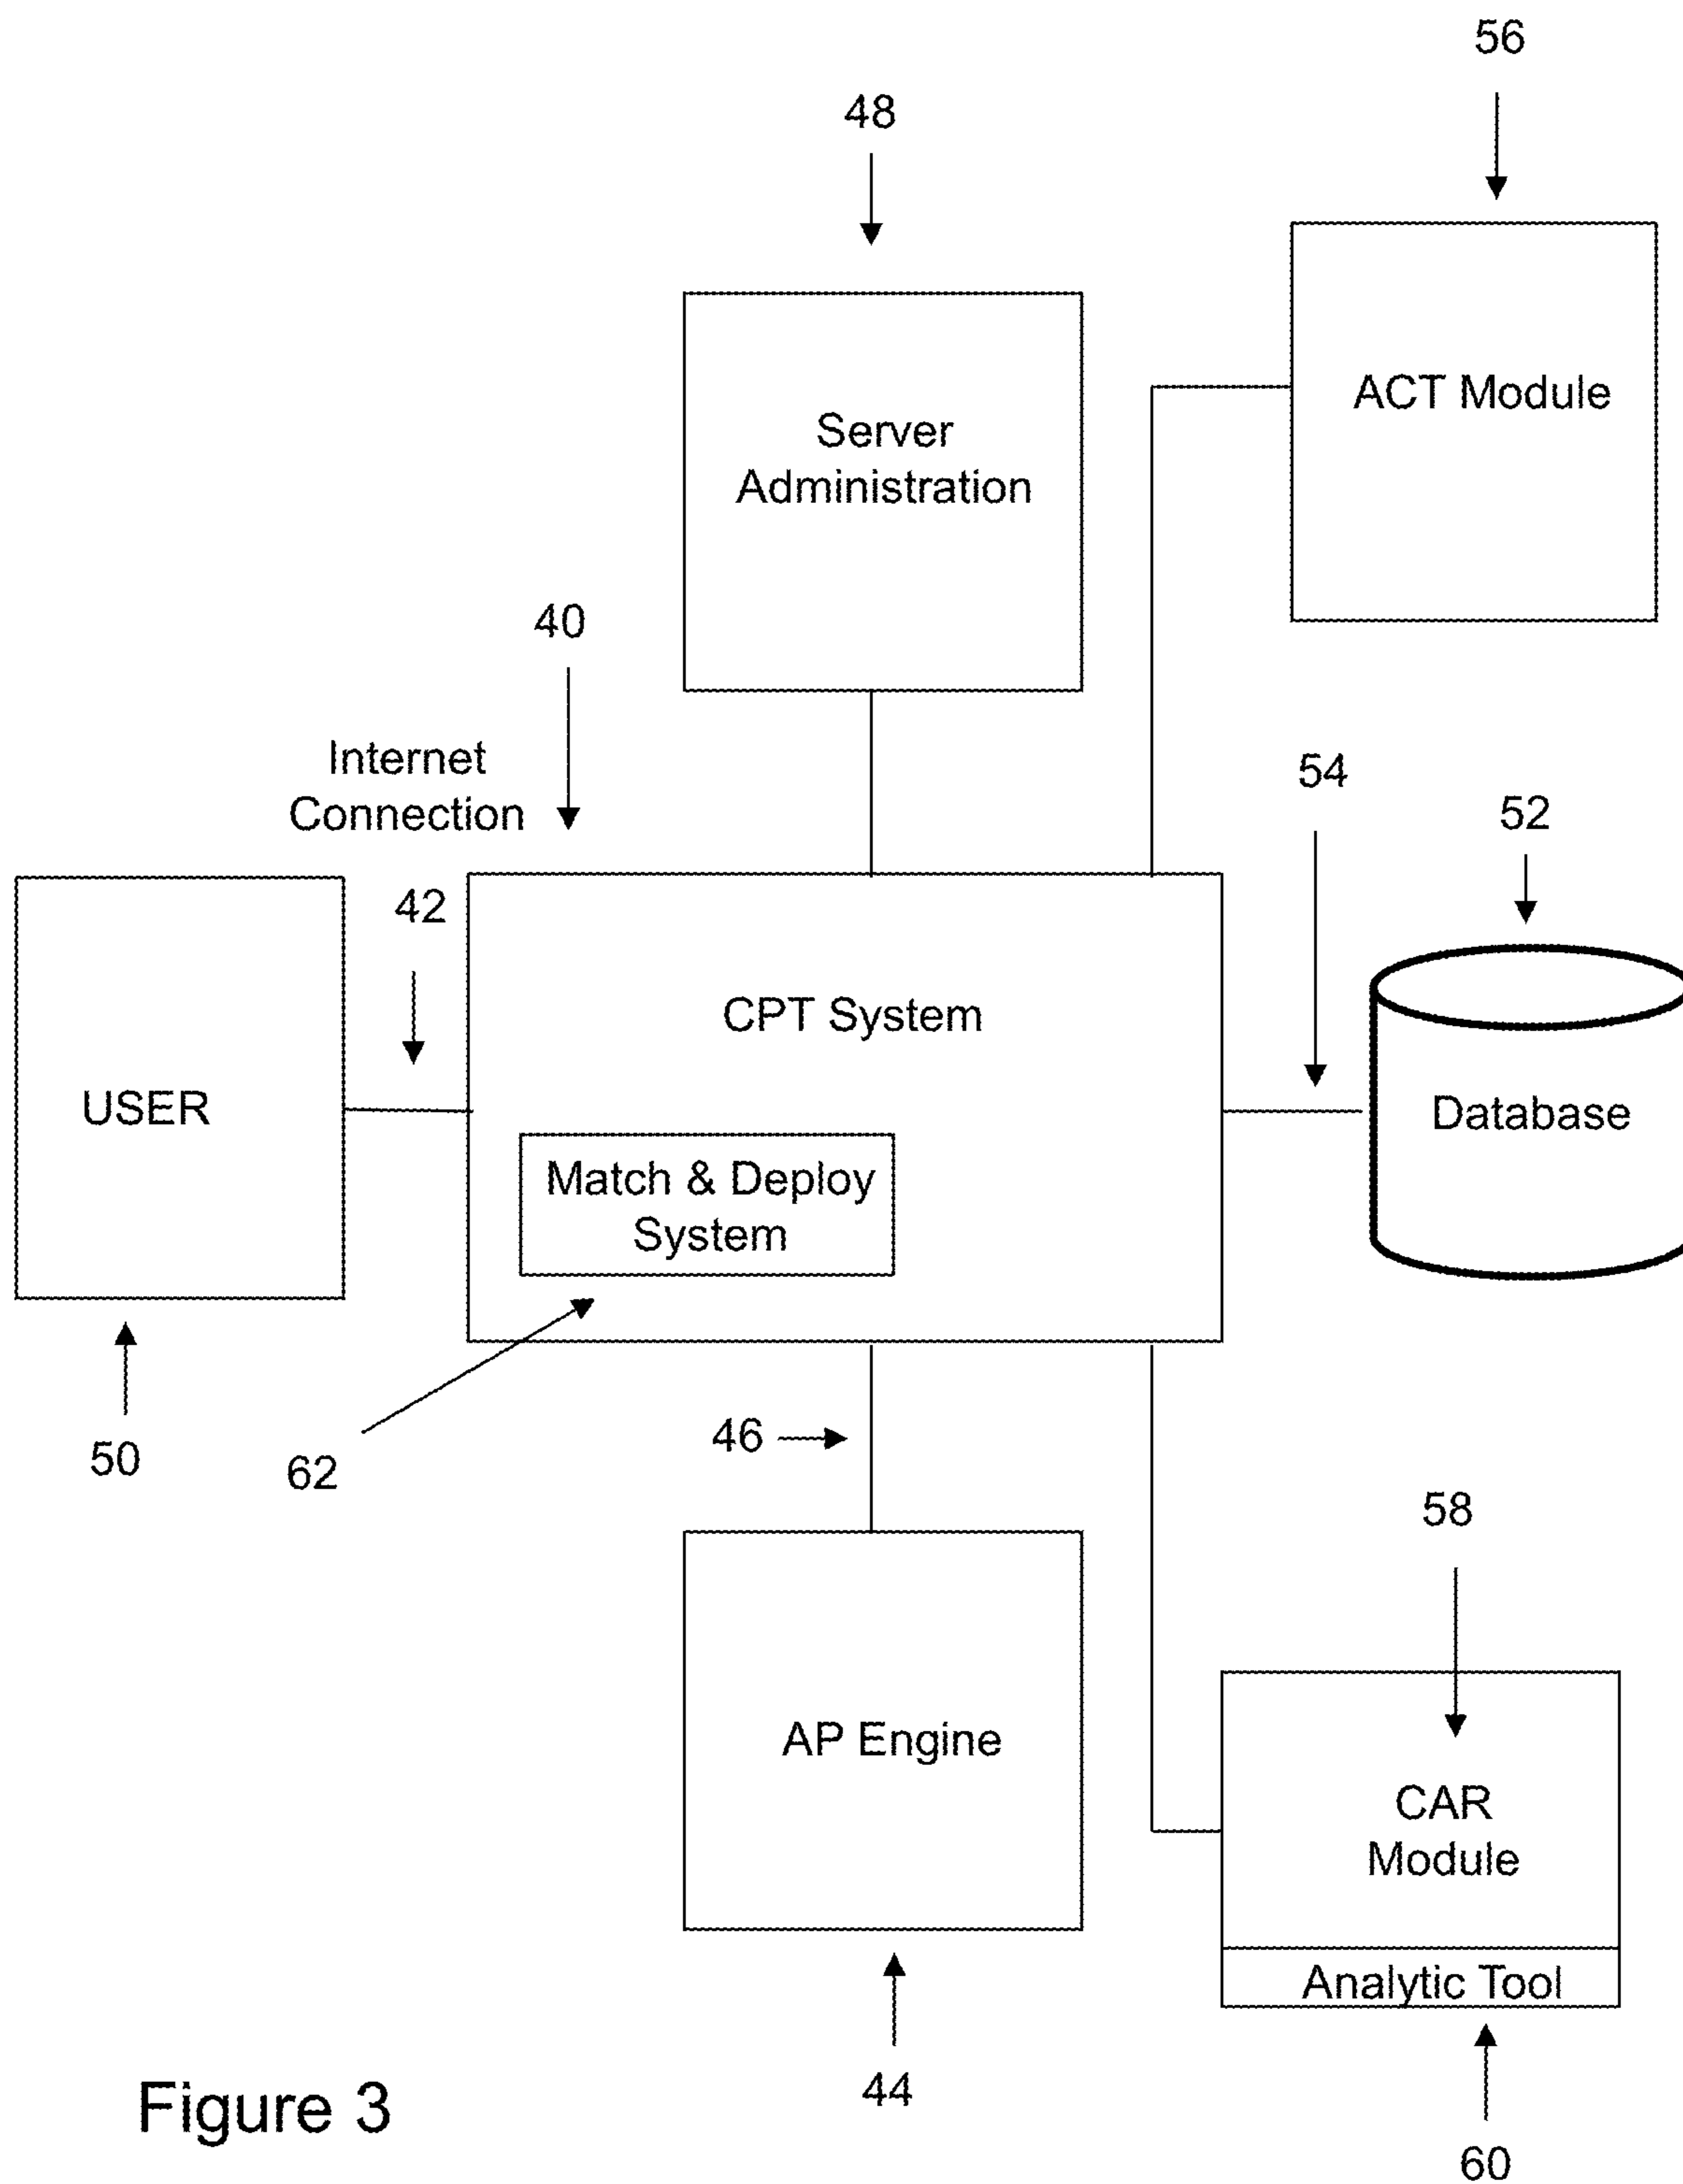 56
48
ACT Module
Server
Administration
40
Internet
Connection
54
52
42
CPT System
USER
Database
Match & Deploy
System
46
50
62
58
AP Engine
CAR
Module
Analytic Tool
44
Figure 3
60